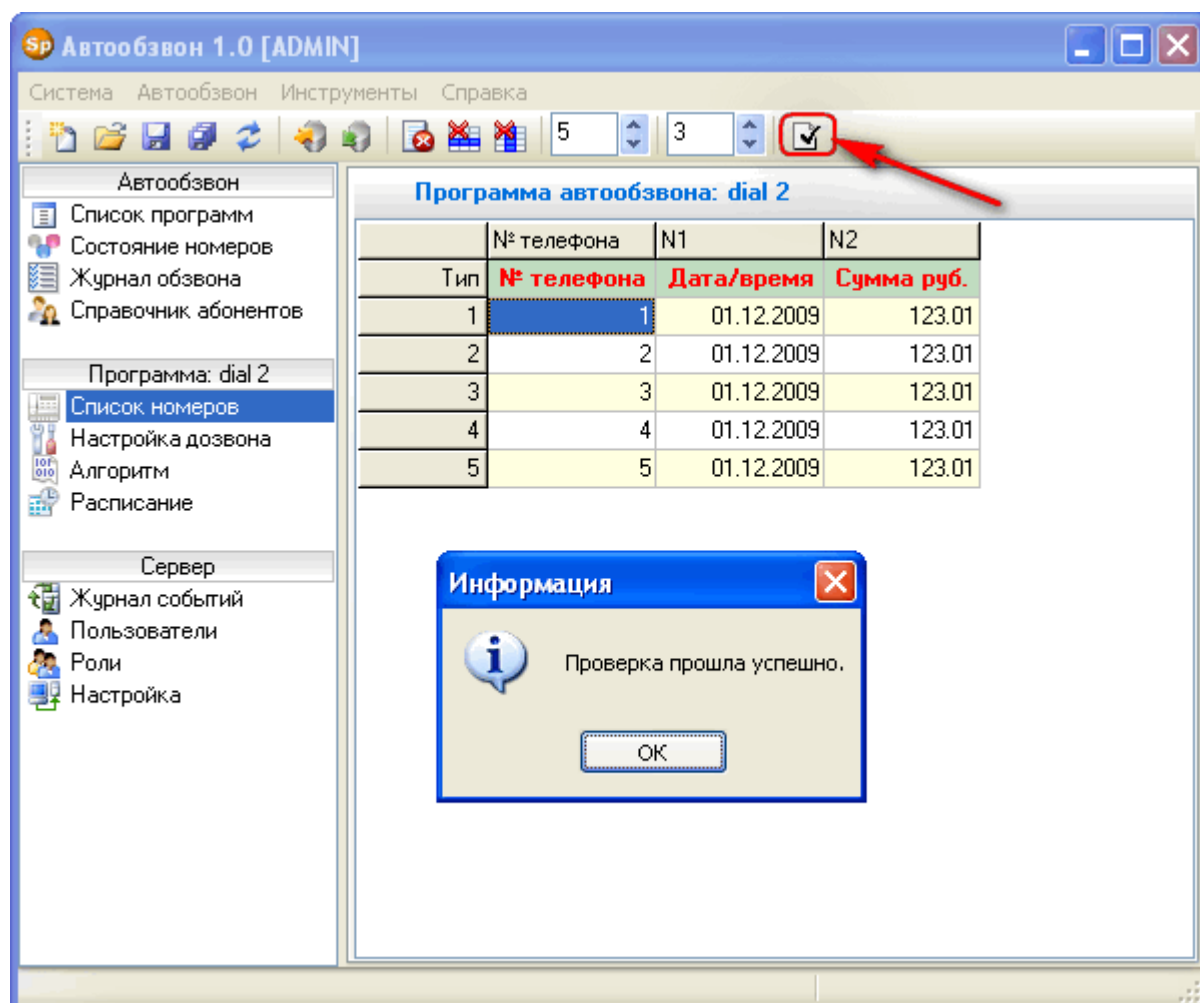 Sp Автообзвон 1.0 [ADMIN]
Система Автообзвон Инструменты Справка
5 3
Автообзвон
Список программ
Состояние номеров
Журнал обзвона
Справочник абонентов
Программа: dial 2
Список номеров
Настройка дозвона
Алгоритм
Расписание
Сервер
Журнал событий
Пользователи
Роли
Настройка
Программа автообзвона: dial 2
№ телефона N1 N2
Тип № телефона Дата/время Сумма руб.
1 1 01.12.2009 123.01
2 2 01.12.2009 123.01
3 3 01.12.2009 123.01
4 4 01.12.2009 123.01
5 5 01.12.2009 123.01
Информация
Проверка прошла успешно.
OK